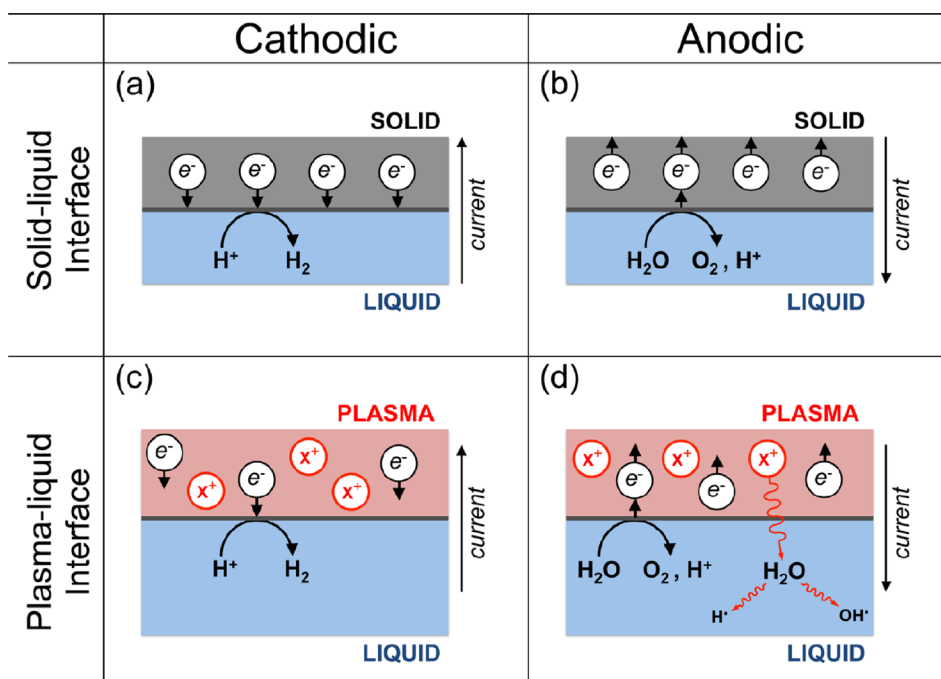 Cathodic Anodic
Solid-liquid
Interface
(a)
SOLID
e⁻ e⁻ e⁻ e⁻
H⁺ H₂
LIQUID
current
(b)
SOLID
e⁻ e⁻ e⁻ e⁻
H₂O O₂ , H⁺
LIQUID
current
Plasma-liquid
Interface
(c)
PLASMA
e⁻ x⁺ e⁻ x⁺ x⁺ e⁻
H⁺ H₂
LIQUID
current
(d)
PLASMA
x⁺ e⁻ x⁺ e⁻ x⁺ e⁻
H₂O O₂ , H⁺ H₂O
H• OH•
LIQUID
current